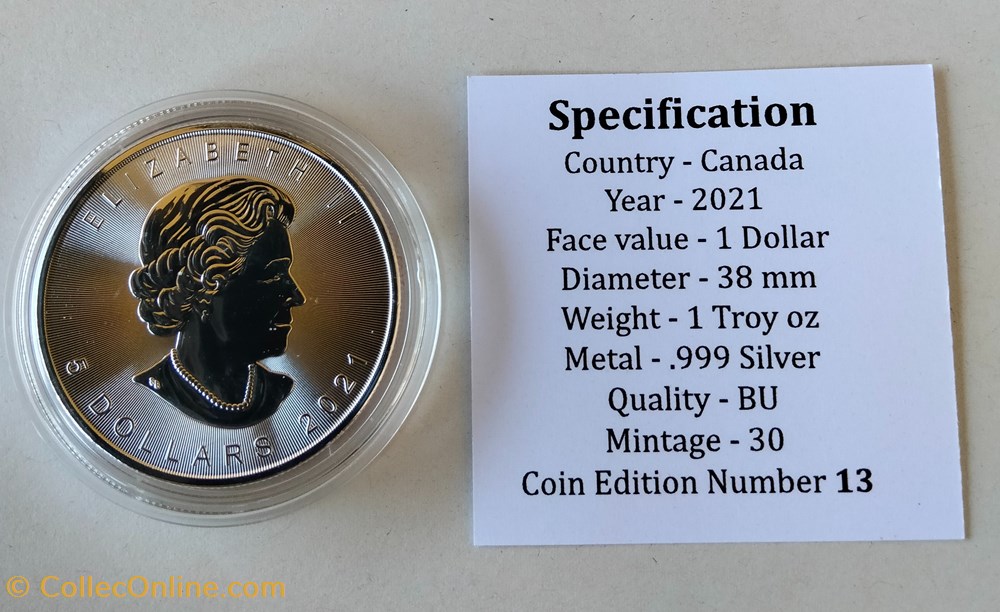 ELIZABETH II
5 DOLLARS 2021
Specification
Country - Canada
Year - 2021
Face value - 1 Dollar
Diameter - 38 mm
Weight - 1 Troy oz
Metal - .999 Silver
Quality - BU
Mintage - 30
Coin Edition Number 13
© CollecOnline.com